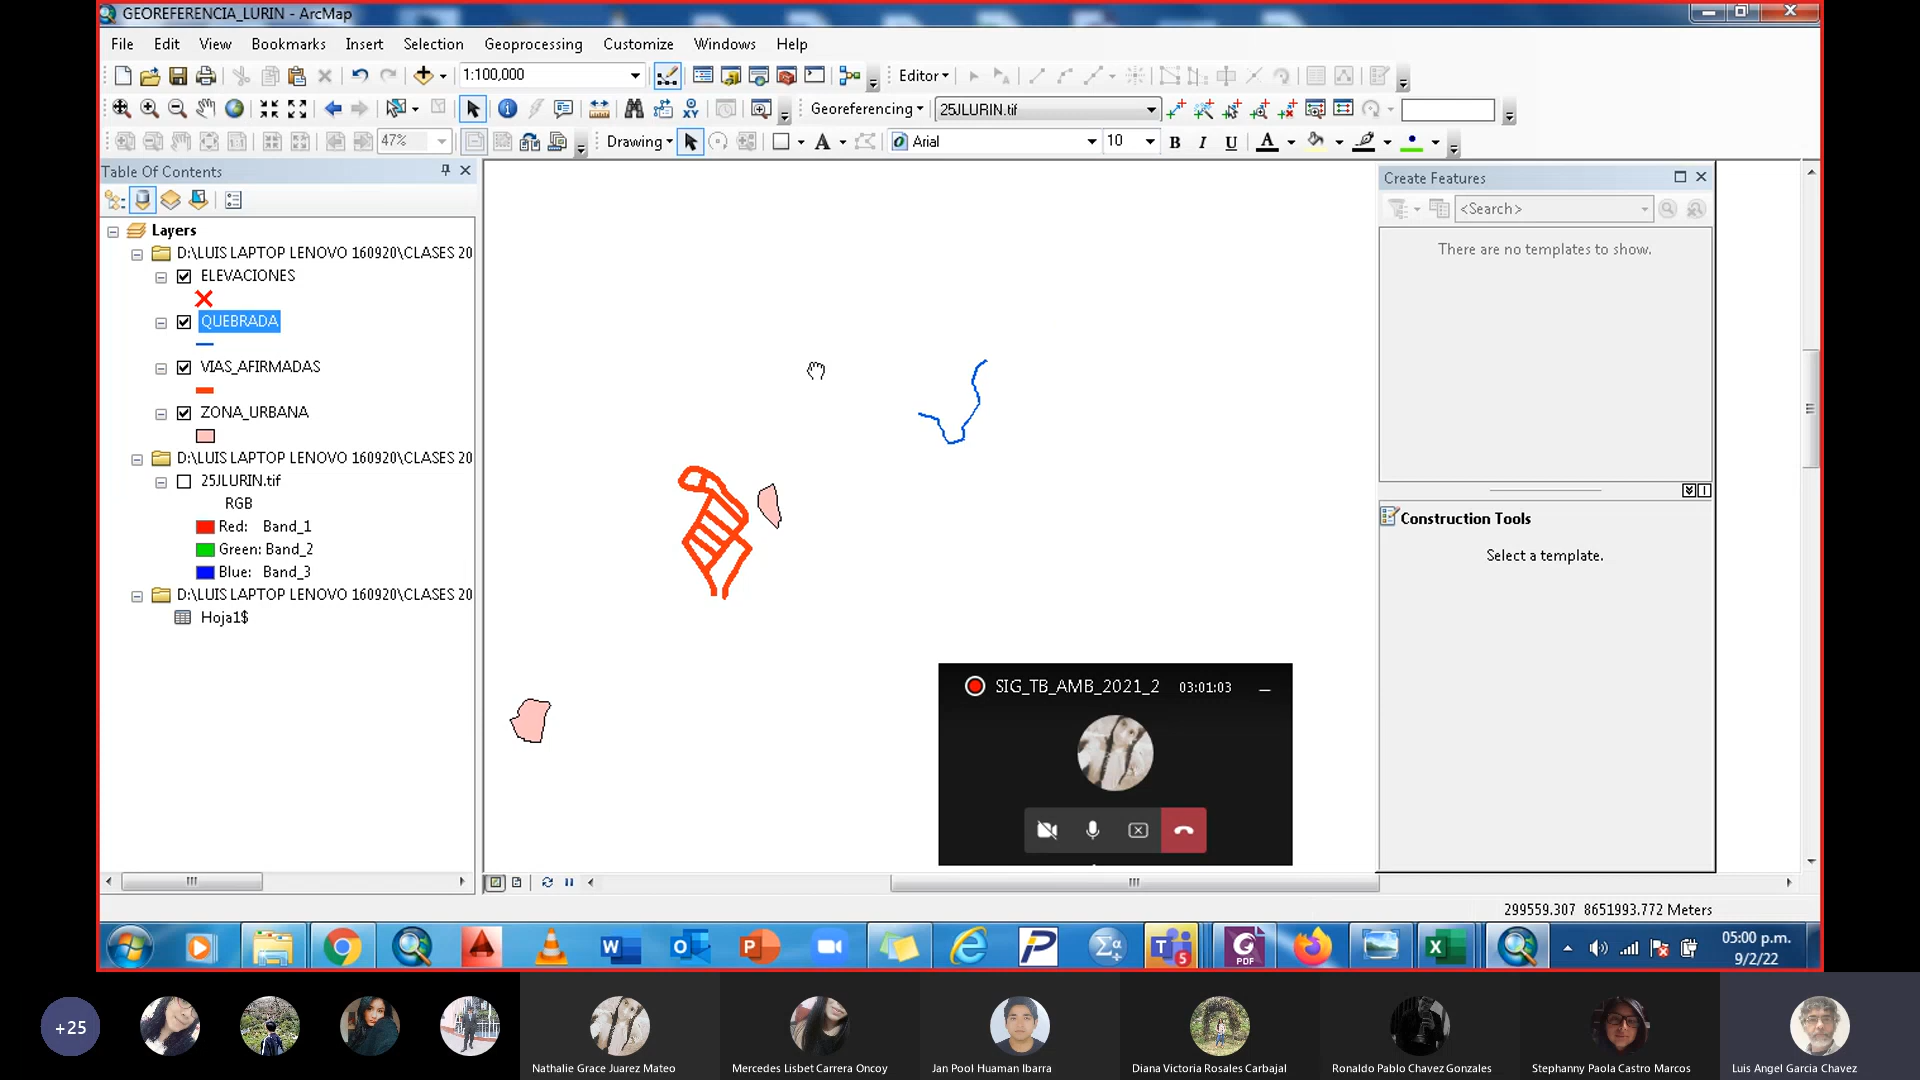 GEOREFERENCIA_LURIN - ArcMap
File Edit View Bookmarks Insert Selection Geoprocessing Customize Windows Help
1:100,000
Editor
Georeferencing
25JLURIN.tif
47%
Drawing
A
Arial
10
B I U A
Table Of Contents
Layers
D:\LUIS LAPTOP LENOVO 160920\CLASES 20
ELEVACIONES
QUEBRADA
VIAS_AFIRMADAS
ZONA_URBANA
D:\LUIS LAPTOP LENOVO 160920\CLASES 20
25JLURIN.tif
RGB
Red: Band_1
Green: Band_2
Blue: Band_3
D:\LUIS LAPTOP LENOVO 160920\CLASES 20
Hoja1$
Create Features
<Search>
There are no templates to show.
Construction Tools
Select a template.
SIG_TB_AMB_2021_2 03:01:03
299559.307 8651993.772 Meters
05:00 p.m.
9/2/22
+25
Nathalie Grace Juarez Mateo
Mercedes Lisbet Carrera Oncoy
Jan Pool Huaman Ibarra
Diana Victoria Rosales Carbajal
Ronaldo Pablo Chavez Gonzales
Stephanny Paola Castro Marcos
Luis Angel Garcia Chavez